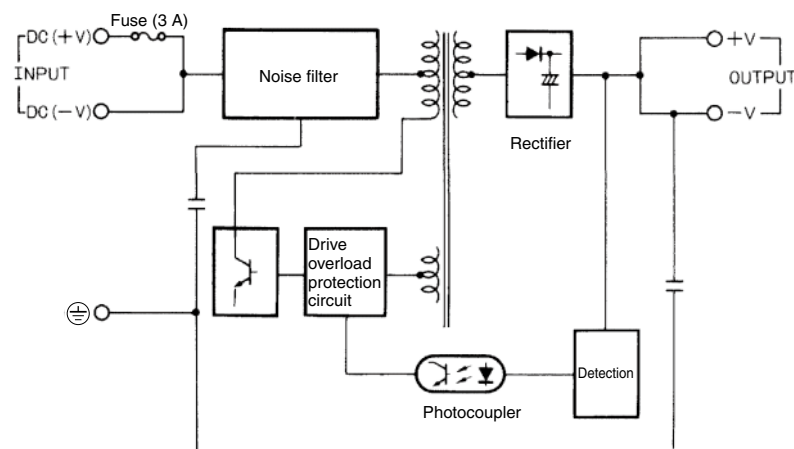 Fuse (3 A)
DC (+V)
INPUT
DC (−V)
Noise filter
Rectifier
+V
OUTPUT
−V
Drive
overload
protection
circuit
Detection
Photocoupler